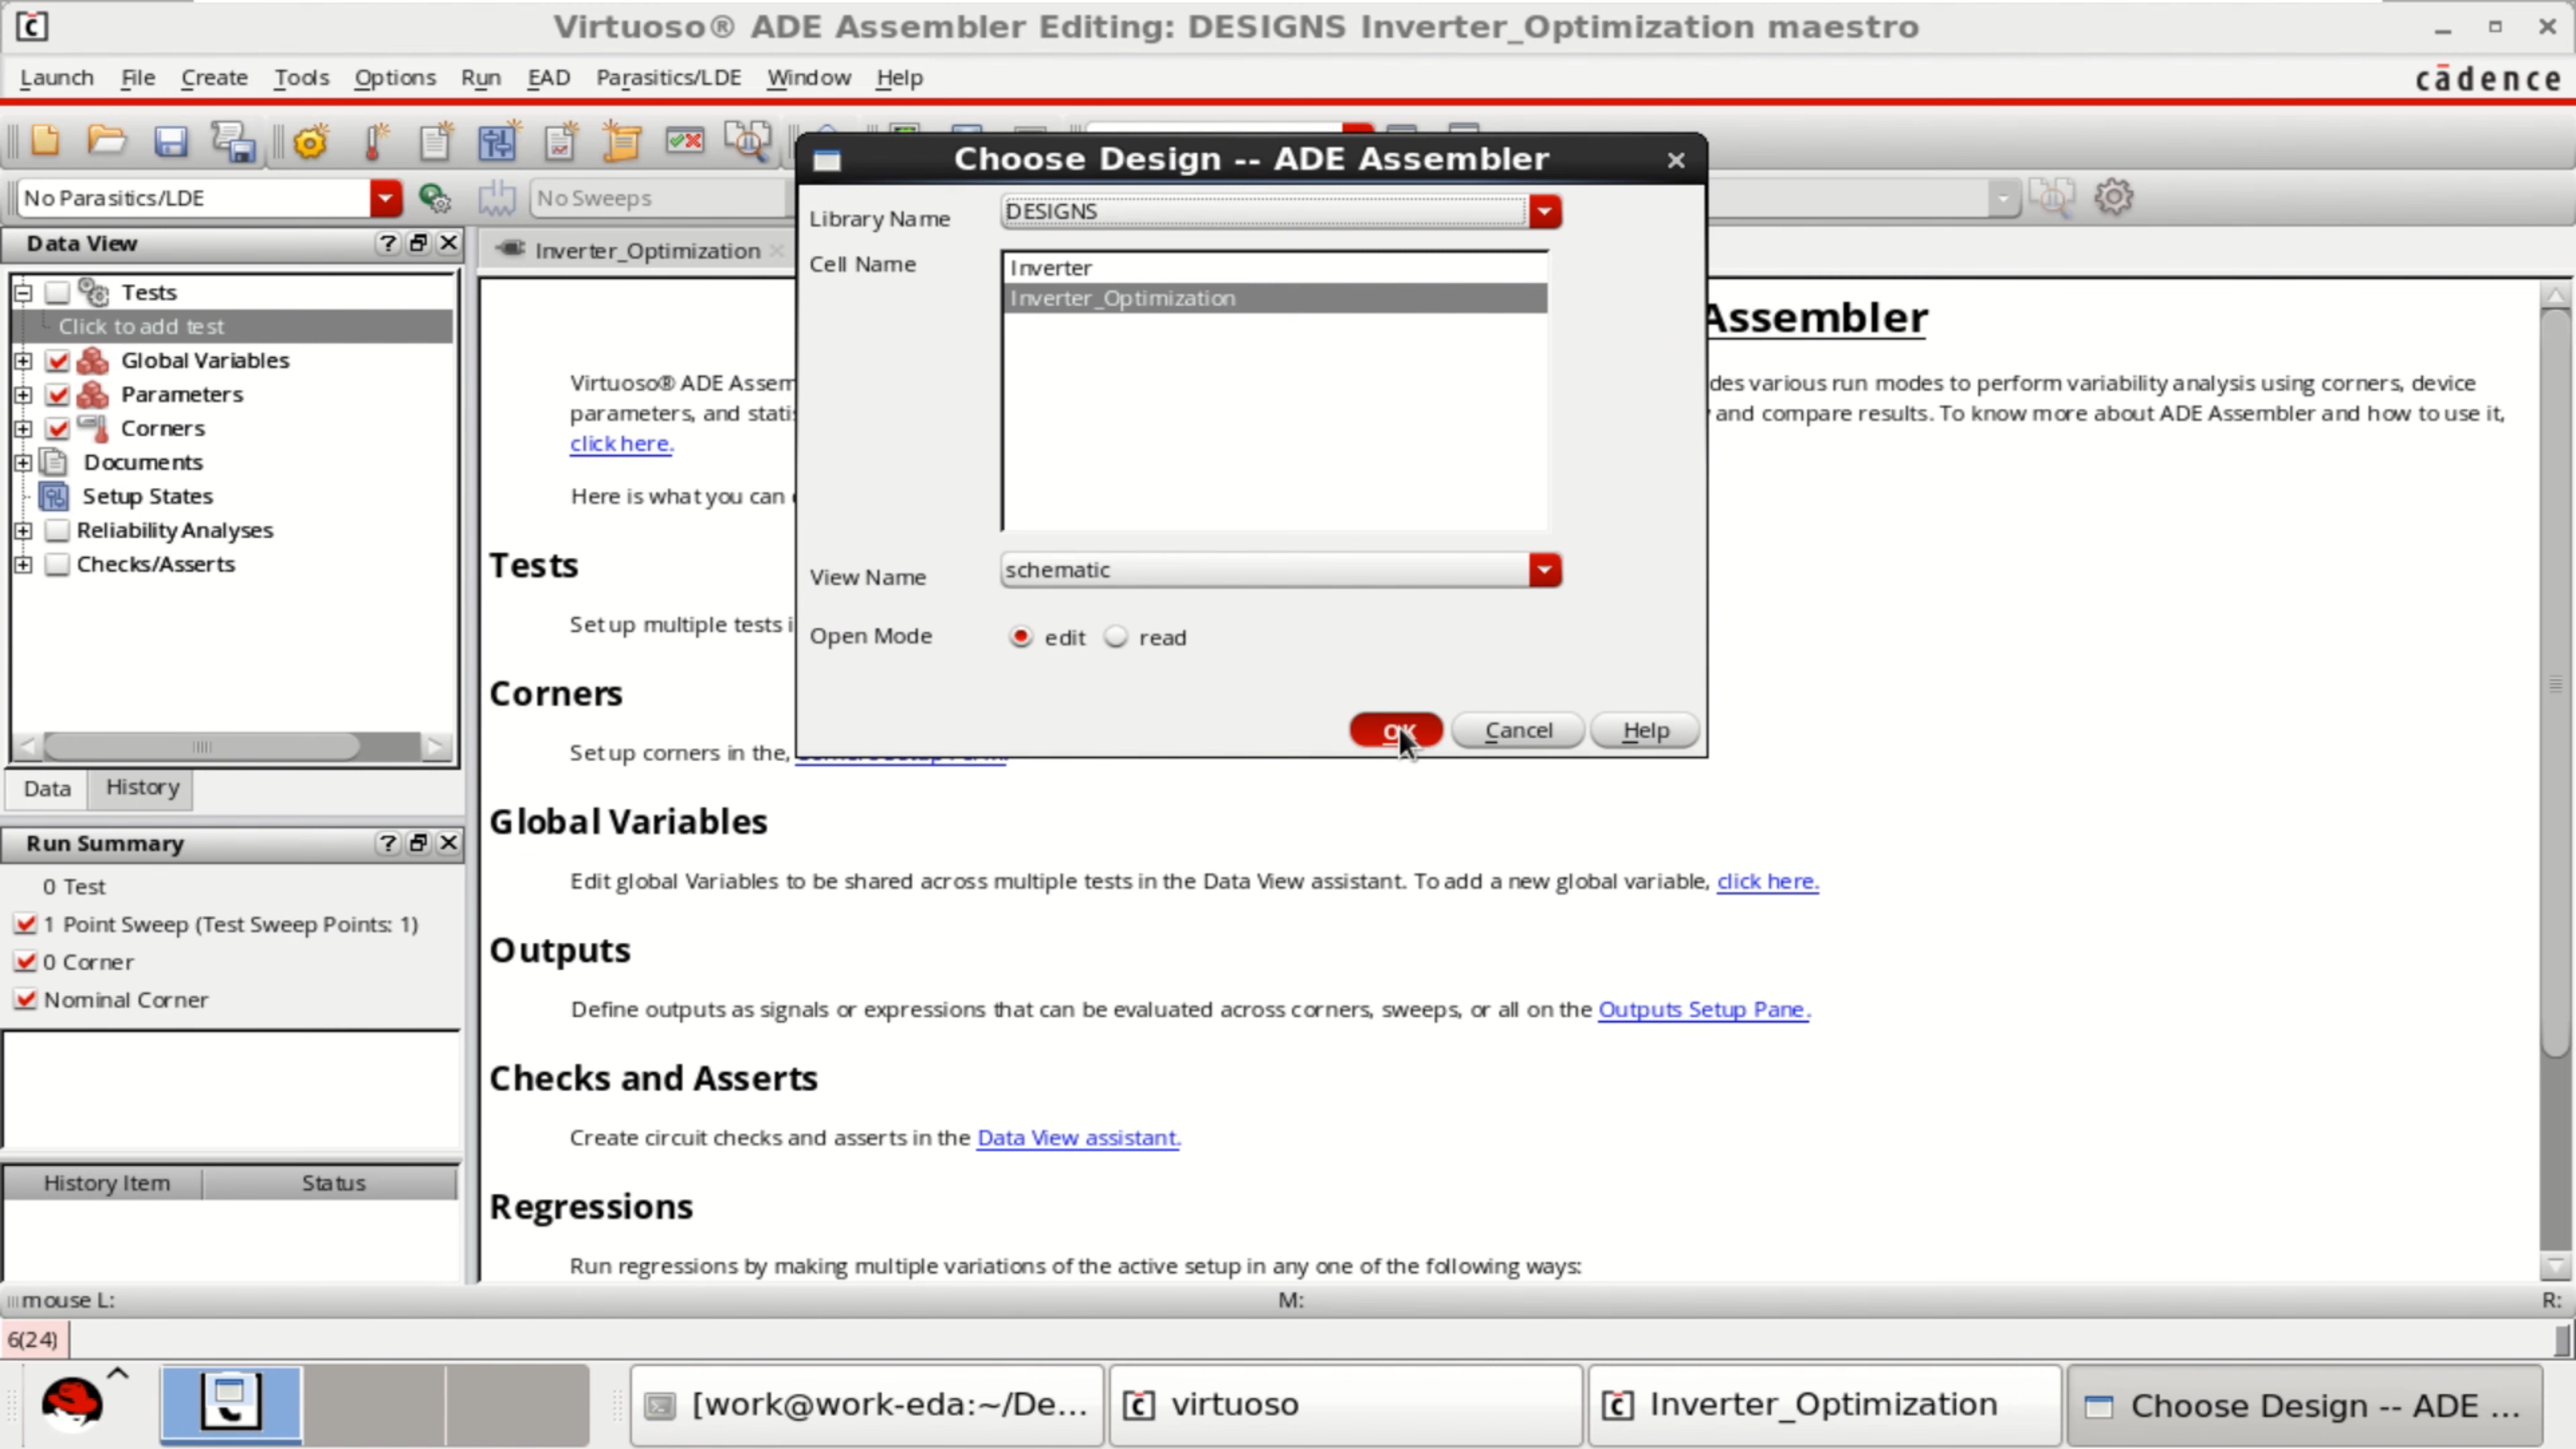 Virtuoso® ADE Assembler Editing: DESIGNS Inverter_Optimization maestro
Launch File Create Tools Options Run EAD Parasitics/LDE Window Help
cādence
No Parasitics/LDE
No Sweeps
Data View
Tests
Click to add test
Global Variables
Parameters
Corners
Documents
Setup States
Reliability Analyses
Checks/Asserts
Data History
Run Summary
0 Test
1 Point Sweep (Test Sweep Points: 1)
0 Corner
Nominal Corner
History Item Status
Inverter_Optimization
Choose Design -- ADE Assembler
Library Name DESIGNS
Cell Name
Inverter
Inverter_Optimization
View Name schematic
Open Mode edit read
OK Cancel Help
Assembler
Virtuoso® ADE Assem des various run modes to perform variability analysis using corners, device
parameters, and statis and compare results. To know more about ADE Assembler and how to use it,
click here.
Here is what you can
Tests
Set up multiple tests i
Corners
Set up corners in the,
Global Variables
Edit global Variables to be shared across multiple tests in the Data View assistant. To add a new global variable, click here.
Outputs
Define outputs as signals or expressions that can be evaluated across corners, sweeps, or all on the Outputs Setup Pane.
Checks and Asserts
Create circuit checks and asserts in the Data View assistant.
Regressions
Run regressions by making multiple variations of the active setup in any one of the following ways:
mouse L: M: R:
6(24)
[work@work-eda:~/De... virtuoso Inverter_Optimization Choose Design -- ADE ...